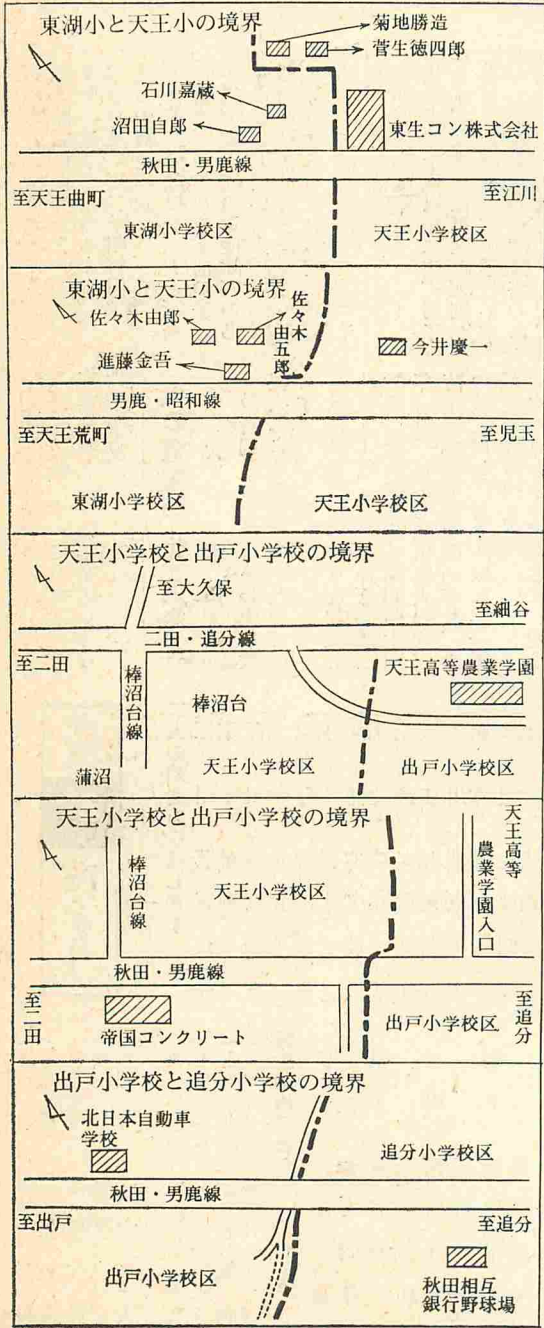 東湖小と天王小の境界
菊地勝造
菅生徳四郎
石川嘉蔵
沼田自郎
東生コン株式会社
秋田・男鹿線
至天王曲町
至江川
東湖小学校区
天王小学校区
東湖小と天王小の境界
佐々木由郎
佐々木
由五郎
進藤金吾
今井慶一
男鹿・昭和線
至天王荒町
至児玉
東湖小学校区
天王小学校区
天王小学校と出戸小学校の境界
至大久保
至細谷
二田・追分線
至二田
棒沼台線
棒沼台
天王高等農業学園
蒲沼
天王小学校区
出戸小学校区
天王小学校と出戸小学校の境界
棒沼台線
天王小学校区
天王高等
農業学園入口
秋田・男鹿線
至二田
帝国コンクリート
出戸小学校区
至追分
出戸小学校と追分小学校の境界
北日本自動車
学校
追分小学校区
秋田・男鹿線
至出戸
至追分
出戸小学校区
秋田相互
銀行野球場